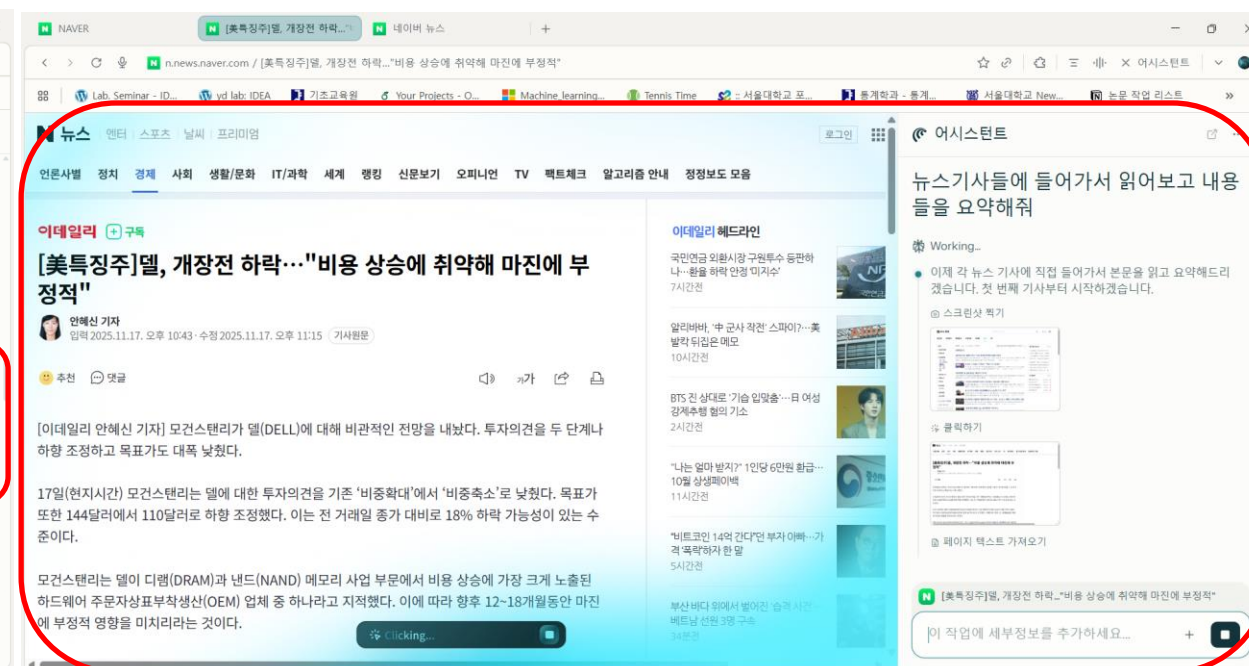 NAVER
[美특징주]델, 개장전 하락..."
네이버 뉴스
n.news.naver.com / [美특징주]델, 개장전 하락..."비용 상승에 취약해 마진에 부정적"
어시스턴트
Lab. Seminar - ID...
yd lab: IDEA
기초교육원
Your Projects - O...
Machine_learning...
Tennis Time
:: 서울대학교 포...
통계학과 - 통계...
서울대학교 New...
논문 작업 리스트
N 뉴스 엔터 스포츠 날씨 프리미엄
로그인
언론사별 정치 경제 사회 생활/문화 IT/과학 세계 랭킹 신문보기 오피니언 TV 팩트체크 알고리즘 안내 정정보도 모음
이데일리 구독
[美특징주]델, 개장전 하락…"비용 상승에 취약해 마진에 부
정적"
안혜신 기자
입력 2025.11.17. 오후 10:43 · 수정 2025.11.17. 오후 11:15 기사원문
추천 댓글
가
[이데일리 안혜신 기자] 모건스탠리가 델(DELL)에 대해 비관적인 전망을 내놨다. 투자의견을 두 단계나
하향 조정하고 목표가도 대폭 낮췄다.
17일(현지시간) 모건스탠리는 델에 대한 투자의견을 기존 '비중확대'에서 '비중축소'로 낮췄다. 목표가
또한 144달러에서 110달러로 하향 조정했다. 이는 전 거래일 종가 대비로 18% 하락 가능성이 있는 수
준이다.
모건스탠리는 델이 디램(DRAM)과 낸드(NAND) 메모리 사업 부문에서 비용 상승에 가장 크게 노출된
하드웨어 주문자상표부착생산(OEM) 업체 중 하나라고 지적했다. 이에 따라 향후 12~18개월동안 마진
에 부정적 영향을 미치리라는 것이다.
Clicking...
이데일리 헤드라인
국민연금 외환시장 구원투수 등판하
나…환율 하락 안정 '미지수'
7시간전
알리바바, '中 군사 작전' 스파이?…美
발칵 뒤집은 메모
10시간전
BTS 진 상대로 '기습 입맞춤'…日 여성
강제추행 혐의 기소
2시간전
"나는 얼마 받지?" 1인당 6만원 환급…
10월 상생페이백
11시간전
"비트코인 14억 간다"던 부자 아빠…가
격 '폭락'하자 한 말
5시간전
부산 바다 위에서 벌어진 '습격 사건'…
베트남 선원 3명 구속
34분전
어시스턴트
뉴스기사들에 들어가서 읽어보고 내용
들을 요약해줘
Working...
이제 각 뉴스 기사에 직접 들어가서 본문을 읽고 요약해드리
겠습니다. 첫 번째 기사부터 시작하겠습니다.
스크린샷 찍기
클릭하기
페이지 텍스트 가져오기
[美특징주]델, 개장전 하락..."비용 상승에 취약해 마진에 부정적"
이 작업에 세부정보를 추가하세요...